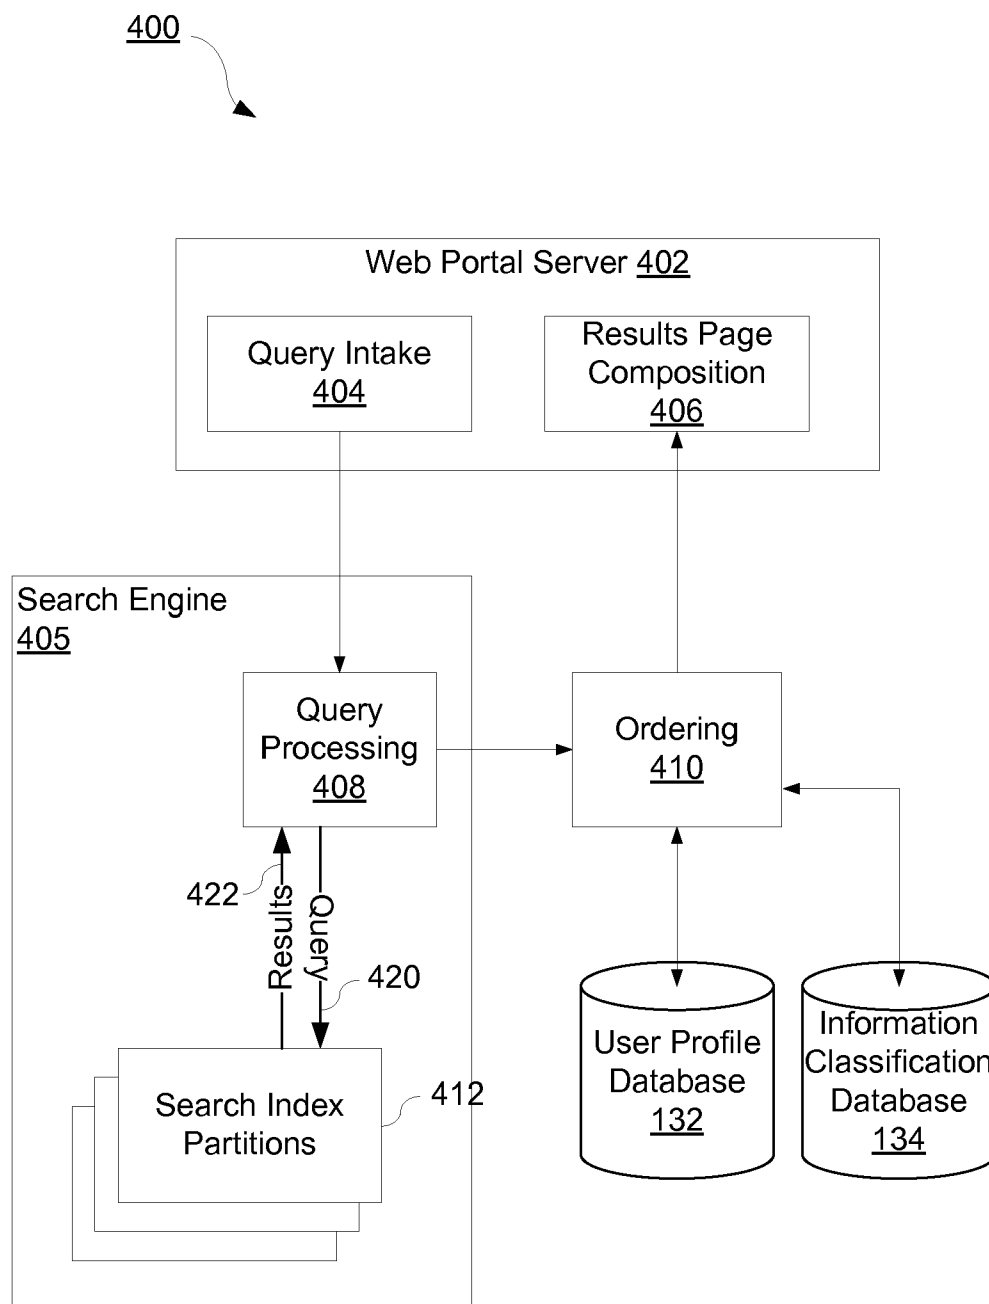 400
Web Portal Server 402
Query Intake
404
Results Page
Composition
406
Search Engine
405
Query
Processing
408
Ordering
410
422
Results
Query
420
Search Index
Partitions
412
User Profile
Database
132
Information
Classification
Database
134